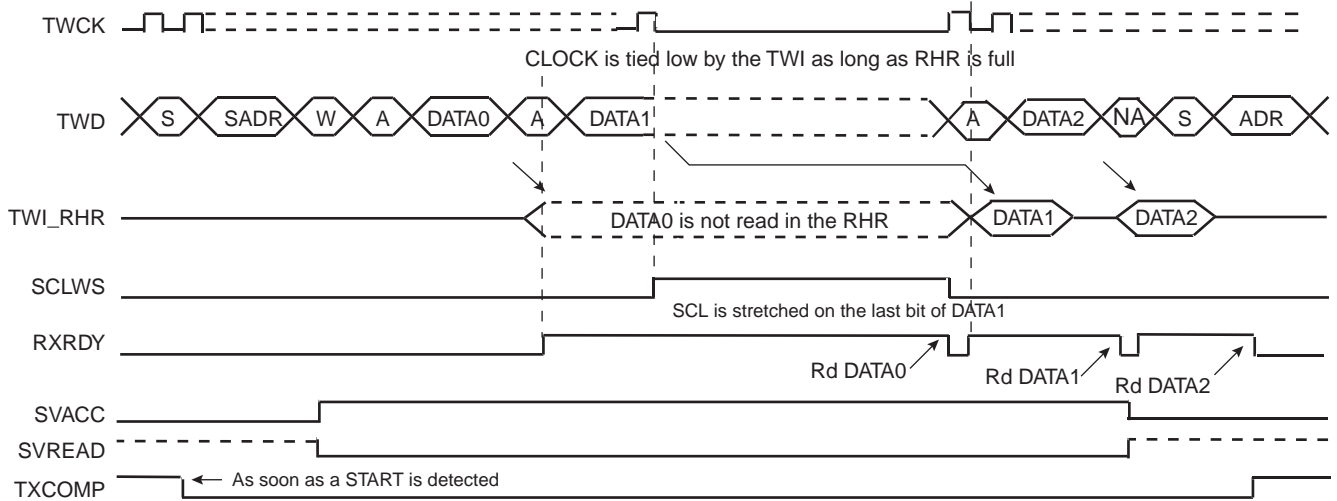 TWCK
CLOCK is tied low by the TWI as long as RHR is full
TWD S SADR W A DATA0 A DATA1 A DATA2 NA S ADR
TWI_RHR DATA0 is not read in the RHR DATA1 DATA2
SCLWS
SCL is stretched on the last bit of DATA1
RXRDY
Rd DATA0 Rd DATA1 Rd DATA2
SVACC
SVREAD
TXCOMP As soon as a START is detected